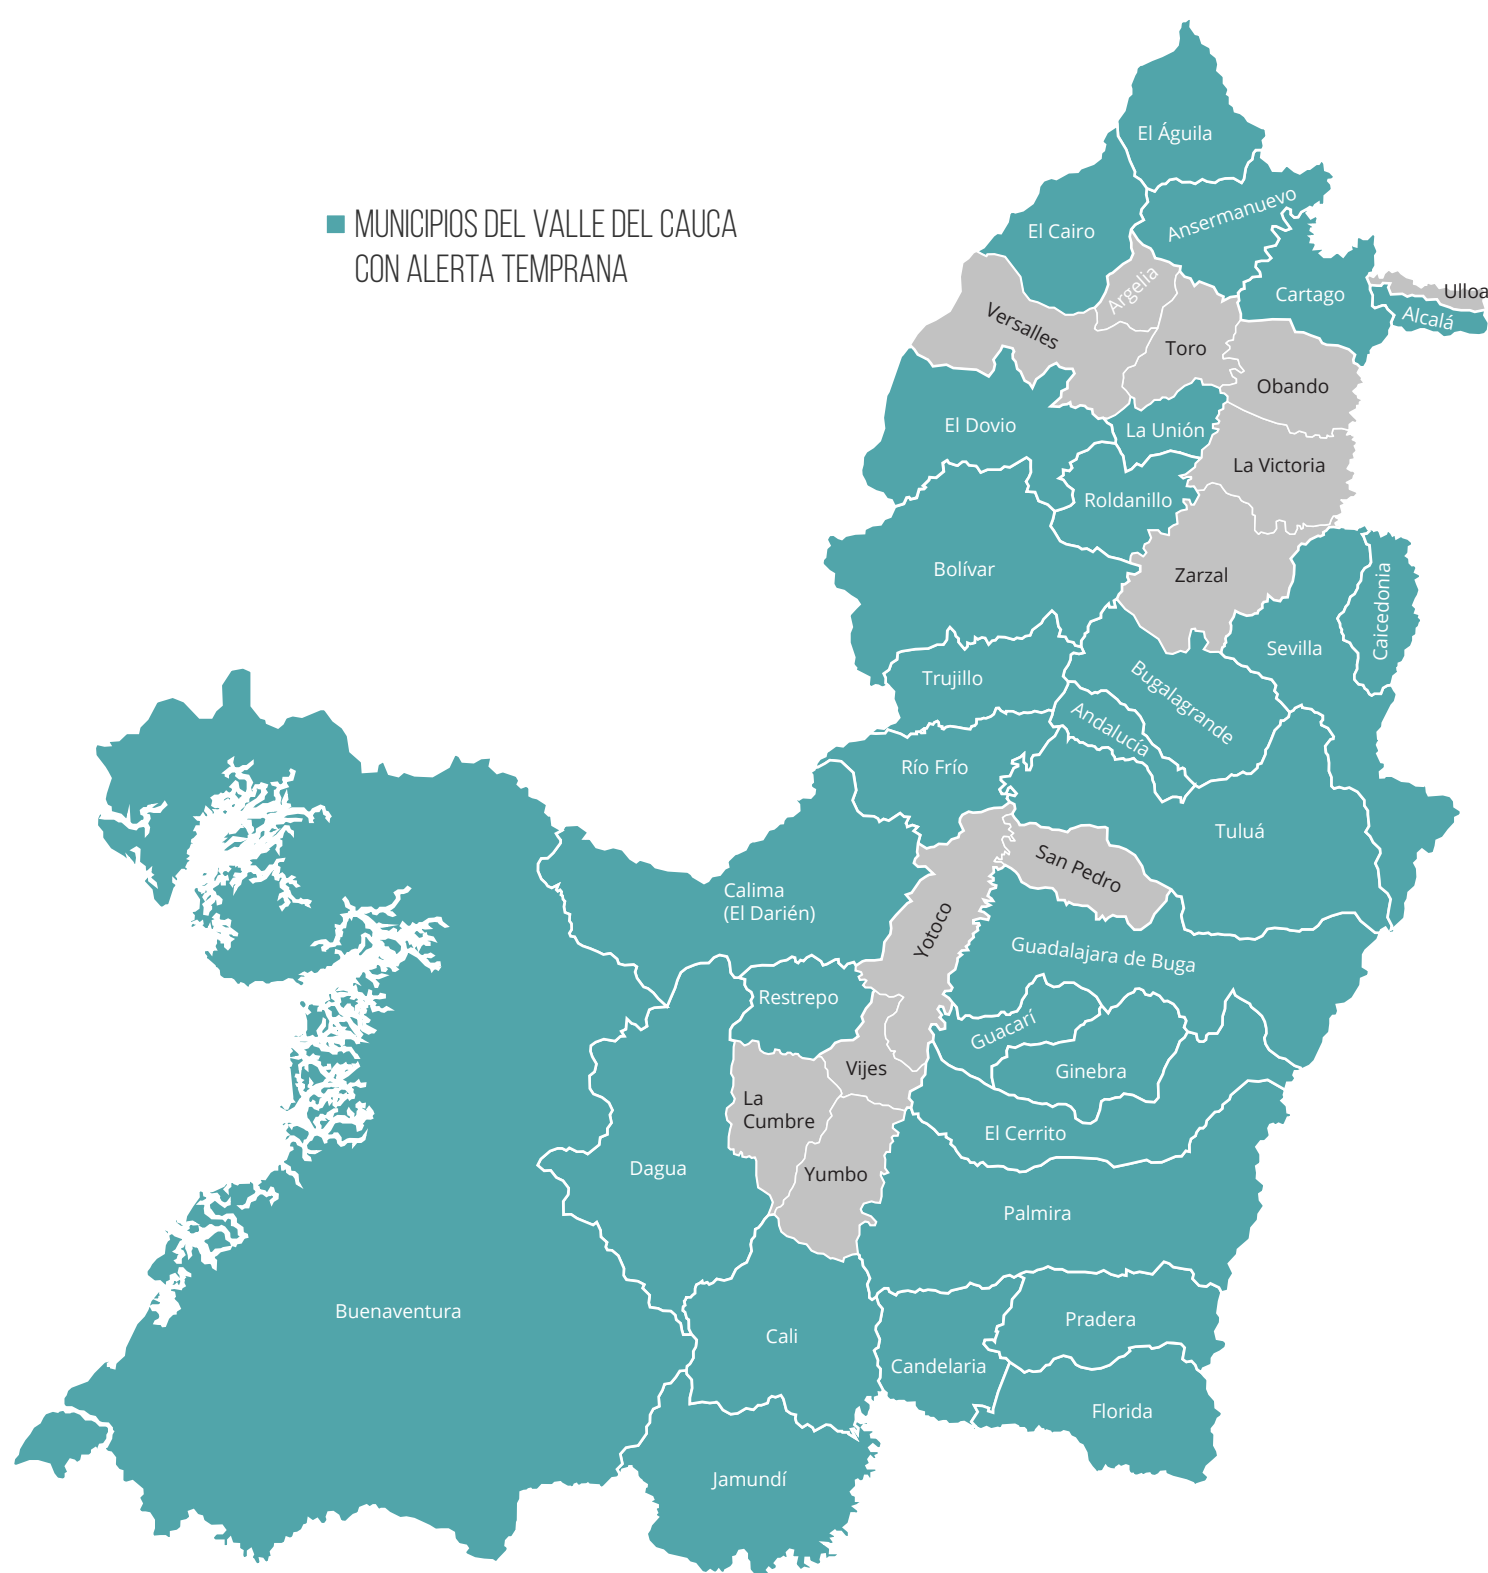 MUNICIPIOS DEL VALLE DEL CAUCA
CON ALERTA TEMPRANA
El Águila
Ansermanuevo
El Cairo
Argelia
Cartago
Ulloa
Alcalá
Versalles
Toro
Obando
El Dovio
La Unión
La Victoria
Roldanillo
Bolívar
Zarzal
Caicedonia
Sevilla
Trujillo
Bugalagrande
Andalucía
Río Frío
Tuluá
San Pedro
Calima
(El Darién)
Yotoco
Guadalajara de Buga
Restrepo
Guacarí
Vijes
Ginebra
La
Cumbre
El Cerrito
Dagua
Yumbo
Palmira
Buenaventura
Pradera
Cali
Candelaria
Florida
Jamundí